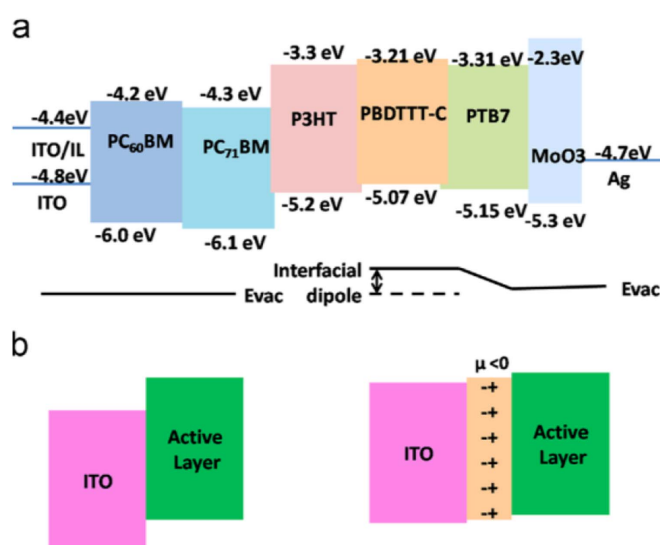 a
-4.4eV
ITO/IL
-4.8eV
ITO
-4.2 eV
PC₆₀BM
-6.0 eV
-4.3 eV
PC₇₁BM
-6.1 eV
-3.3 eV
P3HT
-5.2 eV
-3.21 eV
PBDTTT-C
-5.07 eV
-3.31 eV
PTB7
-5.15 eV
-2.3eV
MoO3
-5.3 eV
-4.7eV
Ag
Evac
Interfacial
dipole
Evac
b
ITO
Active
Layer
μ <0
ITO
-+
-+
-+
-+
-+
-+
Active
Layer